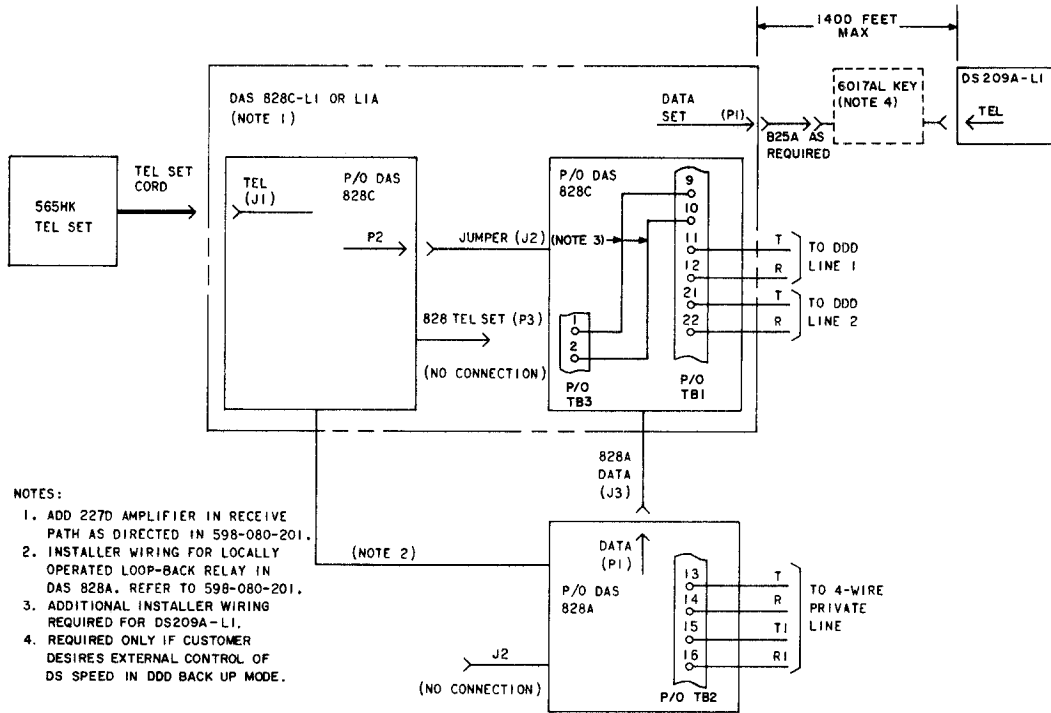 1400 FEET
MAX
DAS 828C-L1 OR L1A
(NOTE 1)
DATA
SET
(P1)
B25A AS
REQUIRED
6017AL KEY
(NOTE 4)
DS209A-L1
TEL
565HK
TEL SET
TEL SET
CORD
TEL
(J1)
P/O DAS
828C
P2
JUMPER (J2)
(NOTE 3)
828 TEL SET (P3)
(NO CONNECTION)
P/O DAS
828C
9
10
11
12
21
22
1
2
P/O
TB3
P/O
TB1
T
R
TO DDD
LINE 1
T
R
TO DDD
LINE 2
828A
DATA
(J3)
NOTES:
1. ADD 227D AMPLIFIER IN RECEIVE
PATH AS DIRECTED IN 598-080-201.
2. INSTALLER WIRING FOR LOCALLY
OPERATED LOOP-BACK RELAY IN
DAS 828A. REFER TO 598-080-201.
3. ADDITIONAL INSTALLER WIRING
REQUIRED FOR DS209A-L1.
4. REQUIRED ONLY IF CUSTOMER
DESIRES EXTERNAL CONTROL OF
DS SPEED IN DDD BACK UP MODE.
(NOTE 2)
DATA
(P1)
P/O DAS
828A
J2
(NO CONNECTION)
13
14
15
16
P/O TB2
T
R
T1
R1
TO 4-WIRE
PRIVATE
LINE